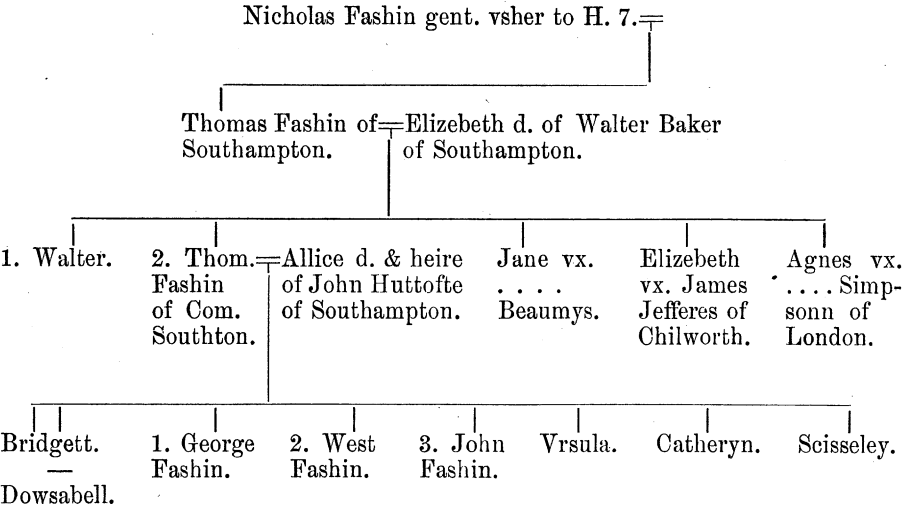 Nicholas Fashin gent. vsher to H. 7.
Thomas Fashin of
Southampton.
Elizebeth d. of Walter Baker
of Southampton.
1. Walter.
2. Thom.
Fashin
of Com.
Southton.
Allice d. & heire
of John Huttofte
of Southampton.
Jane vx.
. . . .
Beaumys.
Elizebeth
vx. James
Jefferes of
Chilworth.
Agnes vx.
. . . . Simp-
sonn of
London.
Bridgett.
—
Dowsabell.
1. George
Fashin.
2. West
Fashin.
3. John
Fashin.
Vrsula.
Catheryn.
Scisseley.